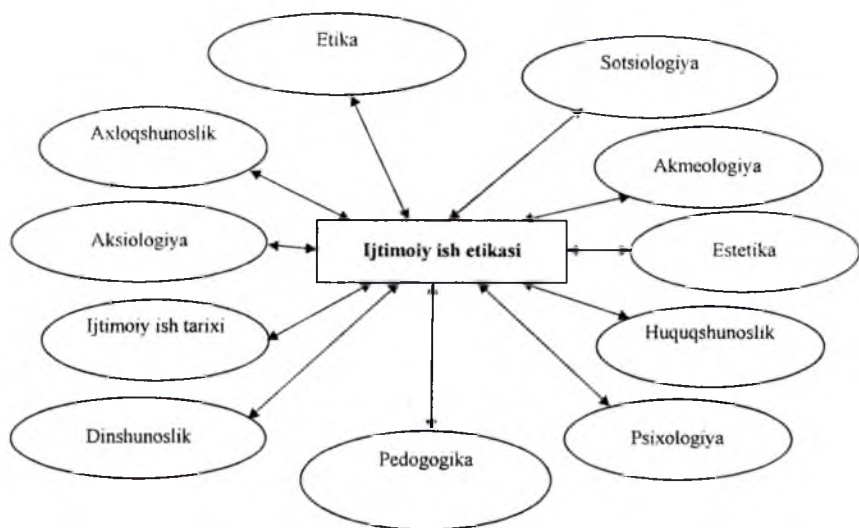 Etika
Sotsiologiya
Axloqshunoslik
Akmeologiya
Aksiologiya
Ijtimoiy ish etikasi
Estetika
Ijtimoiy ish tarixi
Huquqshunoslik
Dinshunoslik
Pedogogika
Psixologiya